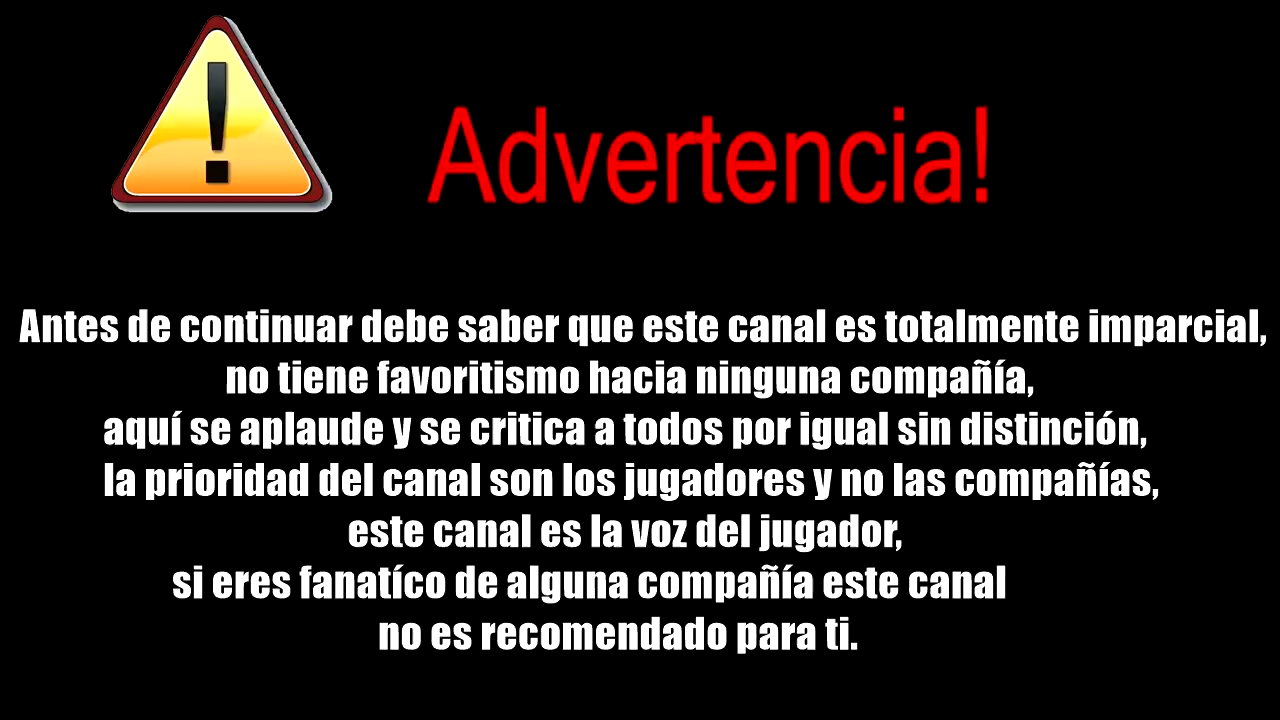 Advertencia!
Antes de continuar debe saber que este canal es totalmente imparcial,
no tiene favoritismo hacia ninguna compañía,
aquí se aplaude y se critica a todos por igual sin distinción,
la prioridad del canal son los jugadores y no las compañías,
este canal es la voz del jugador,
si eres fanatíco de alguna compañía este canal
no es recomendado para ti.